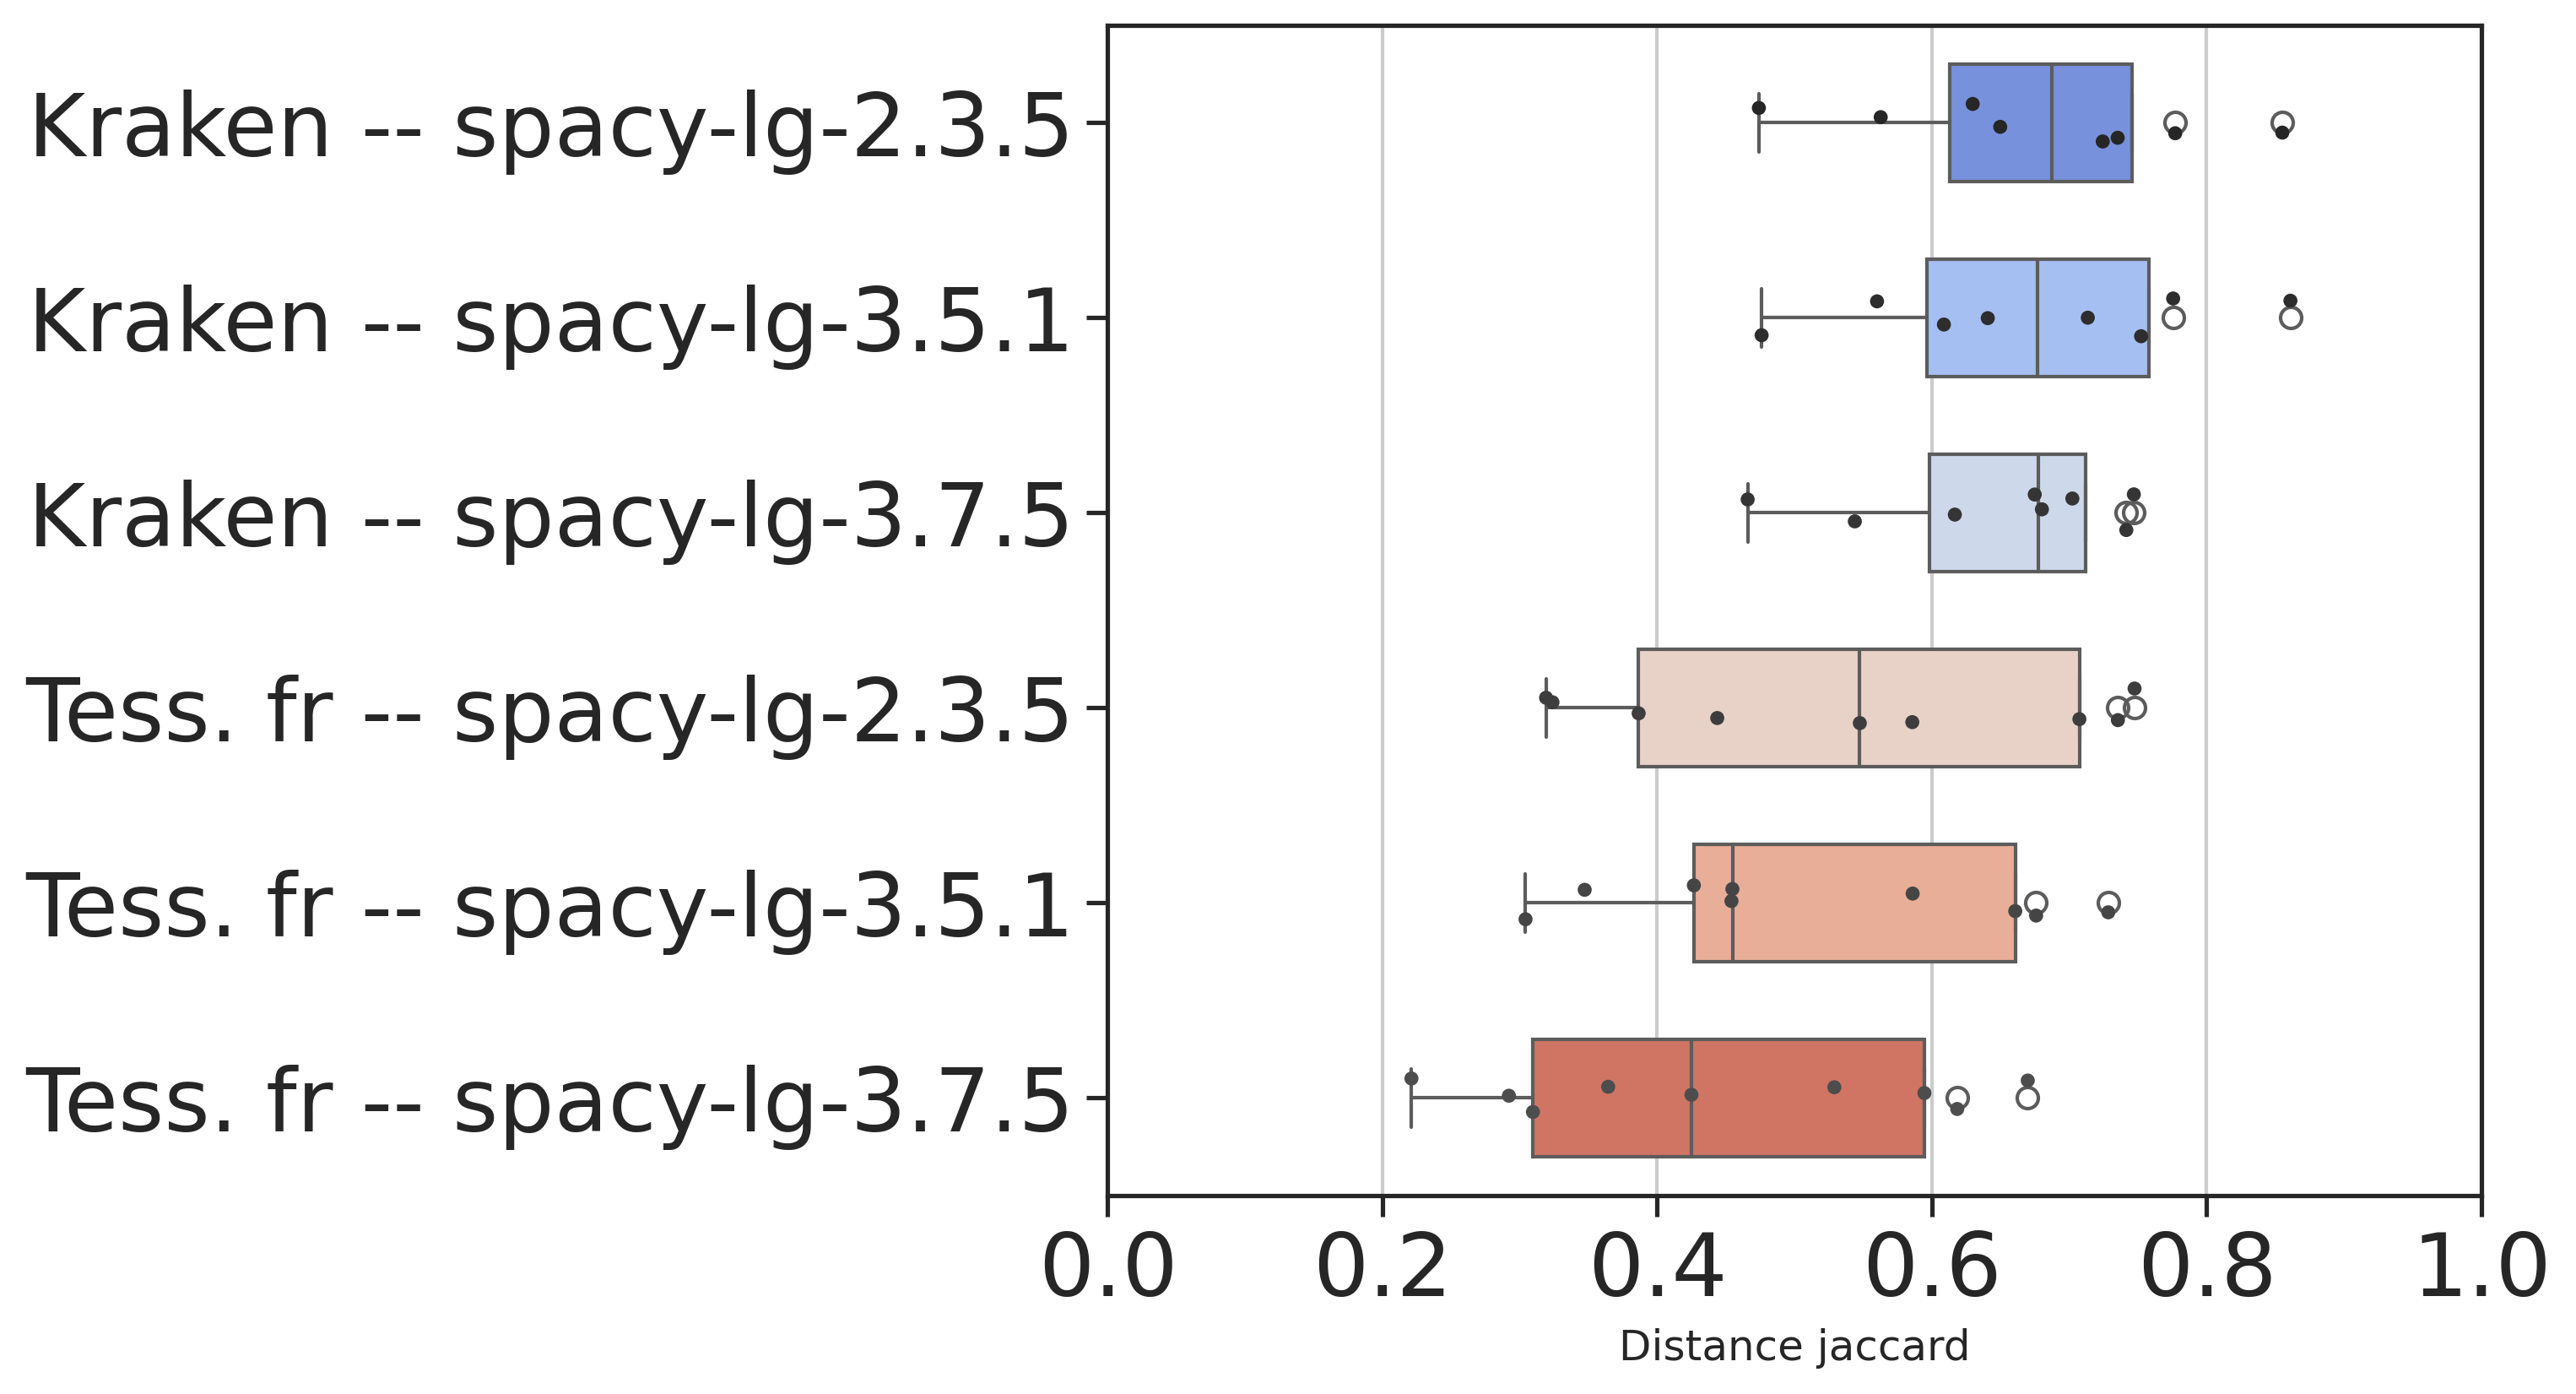 Kraken -- spacy-lg-2.3.5
Kraken -- spacy-lg-3.5.1
Kraken -- spacy-lg-3.7.5
Tess. fr -- spacy-lg-2.3.5
Tess. fr -- spacy-lg-3.5.1
Tess. fr -- spacy-lg-3.7.5
0.0 0.2 0.4 0.6 0.8 1.0
Distance jaccard